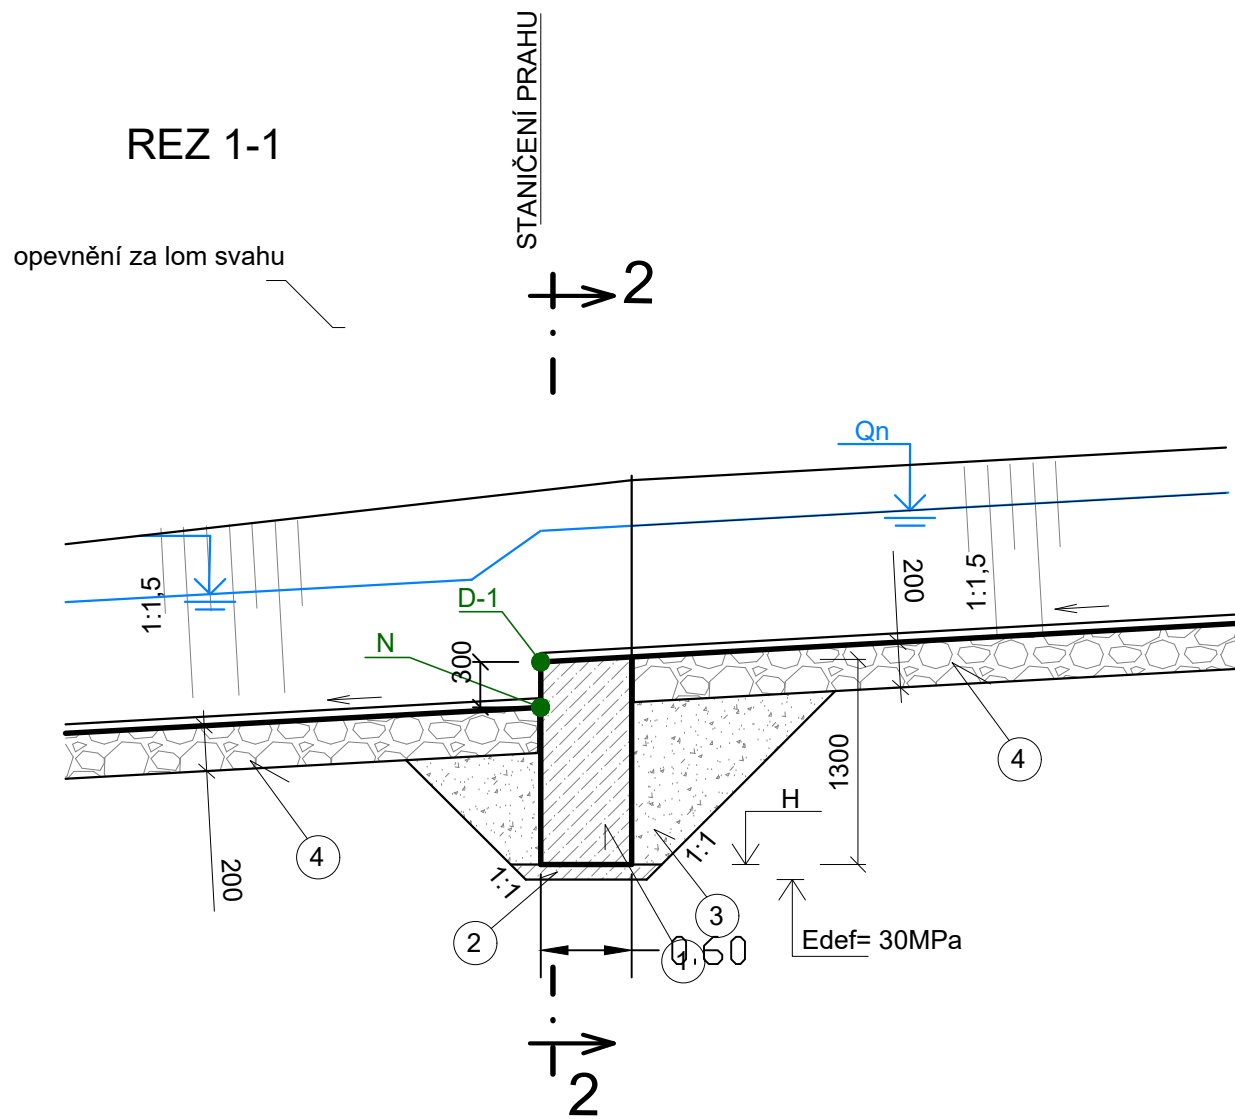 STANIČENÍ PRAHU
REZ 1-1
opevnění za lom svahu
2
Qn
1:1,5
D-1
N
300
200
1:1,5
4
200
1:1
2
1300
H
1:1
3
4
1
0.60
Edef= 30MPa
2